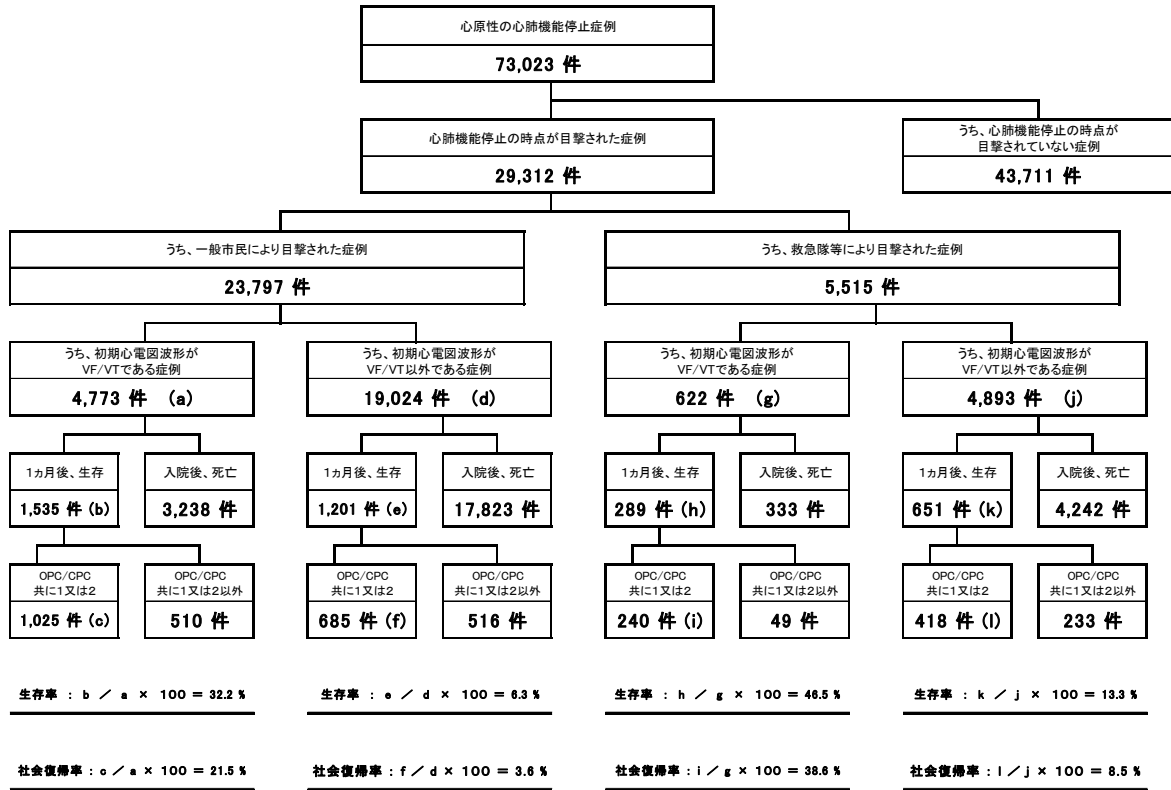 心原性の心肺機能停止症例
73,023 件
心肺機能停止の時点が目撃された症例
29,312 件
うち、心肺機能停止の時点が
目撃されていない症例
43,711 件
うち、一般市民により目撃された症例
23,797 件
うち、救急隊等により目撃された症例
5,515 件
うち、初期心電図波形が
VF/VTである症例
4,773 件 (a)
うち、初期心電図波形が
VF/VT以外である症例
19,024 件 (d)
うち、初期心電図波形が
VF/VTである症例
622 件 (g)
うち、初期心電図波形が
VF/VT以外である症例
4,893 件 (j)
1ヵ月後、生存
1,535 件 (b)
入院後、死亡
3,238 件
1ヵ月後、生存
1,201 件 (e)
入院後、死亡
17,823 件
1ヵ月後、生存
289 件 (h)
入院後、死亡
333 件
1ヵ月後、生存
651 件 (k)
入院後、死亡
4,242 件
OPC/CPC
共に1又は2
1,025 件 (c)
OPC/CPC
共に1又は2以外
510 件
OPC/CPC
共に1又は2
685 件 (f)
OPC/CPC
共に1又は2以外
516 件
OPC/CPC
共に1又は2
240 件 (i)
OPC/CPC
共に1又は2以外
49 件
OPC/CPC
共に1又は2
418 件 (l)
OPC/CPC
共に1又は2以外
233 件
生存率 : b / a × 100 = 32.2 %
生存率 : e / d × 100 = 6.3 %
生存率 : h / g × 100 = 46.5 %
生存率 : k / j × 100 = 13.3 %
社会復帰率 : c / a × 100 = 21.5 %
社会復帰率 : f / d × 100 = 3.6 %
社会復帰率 : i / g × 100 = 38.6 %
社会復帰率 : l / j × 100 = 8.5 %